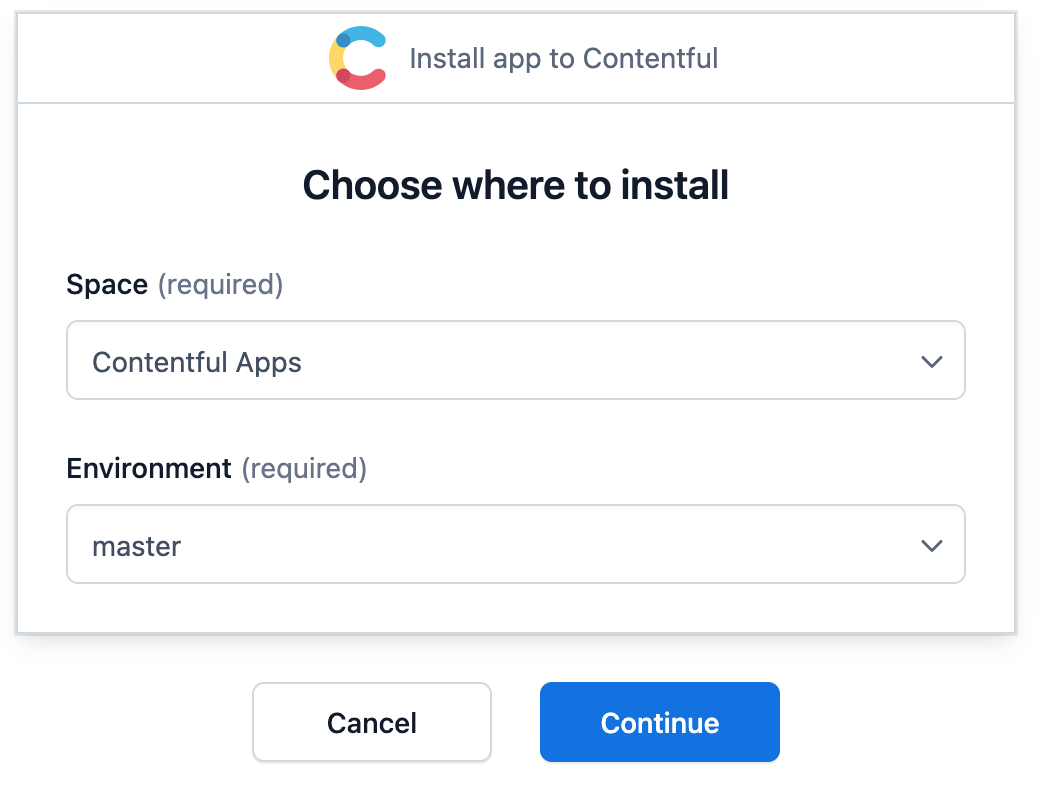 Install app to Contentful
Choose where to install
Space (required)
Contentful Apps
Environment (required)
master
Cancel
Continue